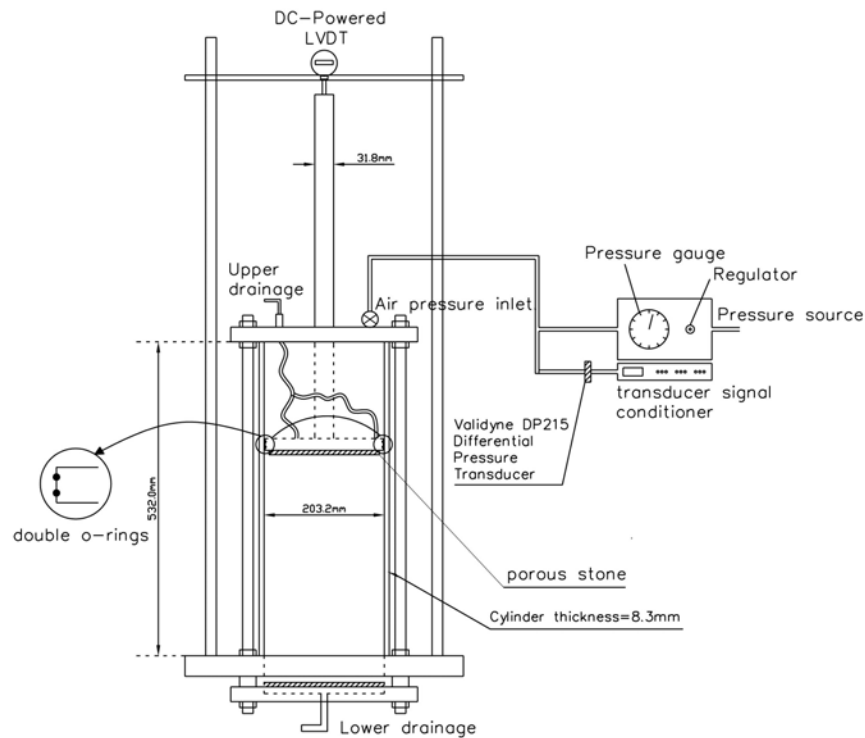 DC-Powered
LVDT
31.8mm
Upper
drainage
Air pressure inlet
Pressure gauge
Regulator
Pressure source
transducer signal
conditioner
Validyne DP215
Differential
Pressure
Transducer
532.0mm
double o-rings
203.2mm
porous stone
Cylinder thickness=8.3mm
Lower drainage